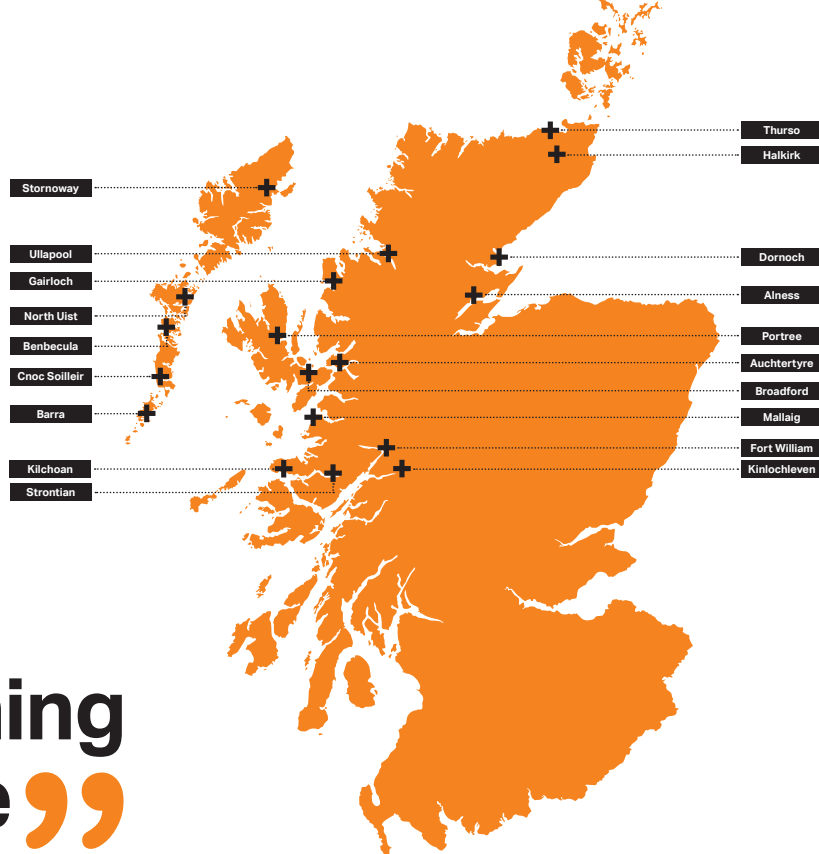 Thurso
Halkirk
Stornoway
Ullapool
Dornoch
Gairloch
Alness
North Uist
Portree
Benbecula
Auchtertyre
Cnoc Soilleir
Broadford
Barra
Mallaig
Fort William
Kilchoan
Kinlochleven
Strontian